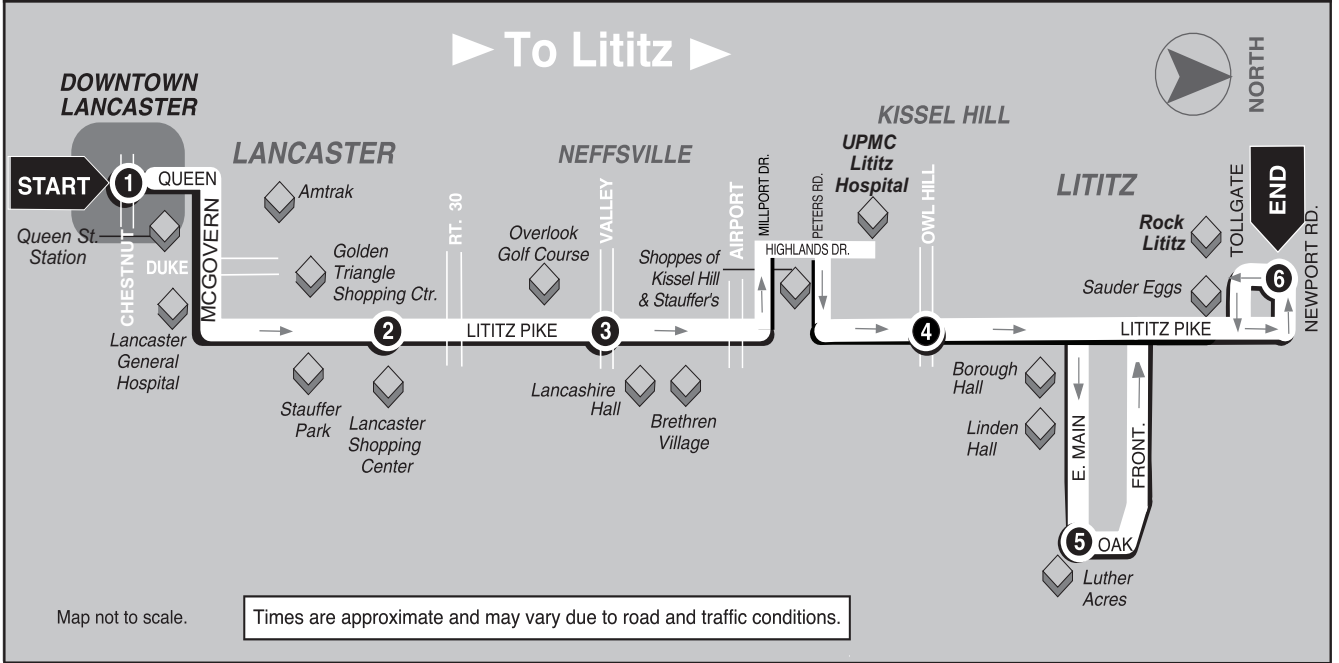 To Lititz
DOWNTOWN
LANCASTER
START
1
QUEEN
LANCASTER
Amtrak
Queen St.
Station
CHESTNUT
DUKE
MCGOVERN
Lancaster
General
Hospital
Golden
Triangle
Shopping Ctr.
Stauffer
Park
2
Lancaster
Shopping
Center
RT. 30
LITITZ PIKE
NEFFSVILLE
Overlook
Golf Course
VALLEY
3
Lancashire
Hall
Brethren
Village
Shoppes of
Kissel Hill
& Stauffer's
AIRPORT
MILLPORT DR.
HIGHLANDS DR.
PETERS RD.
KISSEL HILL
UPMC
Lititz
Hospital
OWL HILL
4
LITITZ
NORTH
Rock
Lititz
Sauder Eggs
TOLLGATE
END
6
NEWPORT RD.
LITITZ PIKE
Borough
Hall
Linden
Hall
E. MAIN
FRONT.
5
OAK
Luther
Acres
Map not to scale.
Times are approximate and may vary due to road and traffic conditions.